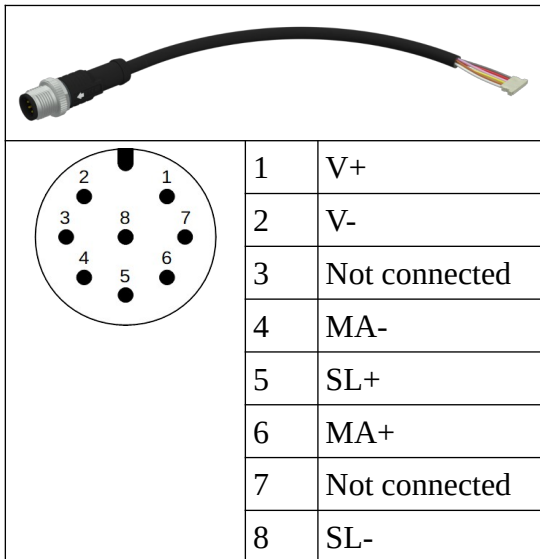 2 1
3 8 7
4 6
5
1 V+
2 V-
3 Not connected
4 MA-
5 SL+
6 MA+
7 Not connected
8 SL-